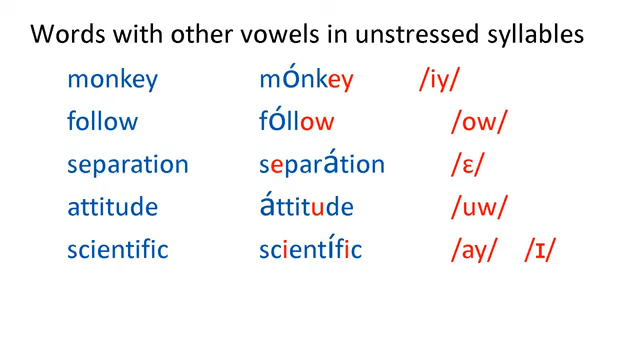 Words with other vowels in unstressed syllables
monkey mónkey /iy/
follow fóllow /ow/
separation separátion /ɛ/
attitude áttitude /uw/
scientific scientífic /ay/ /ɪ/